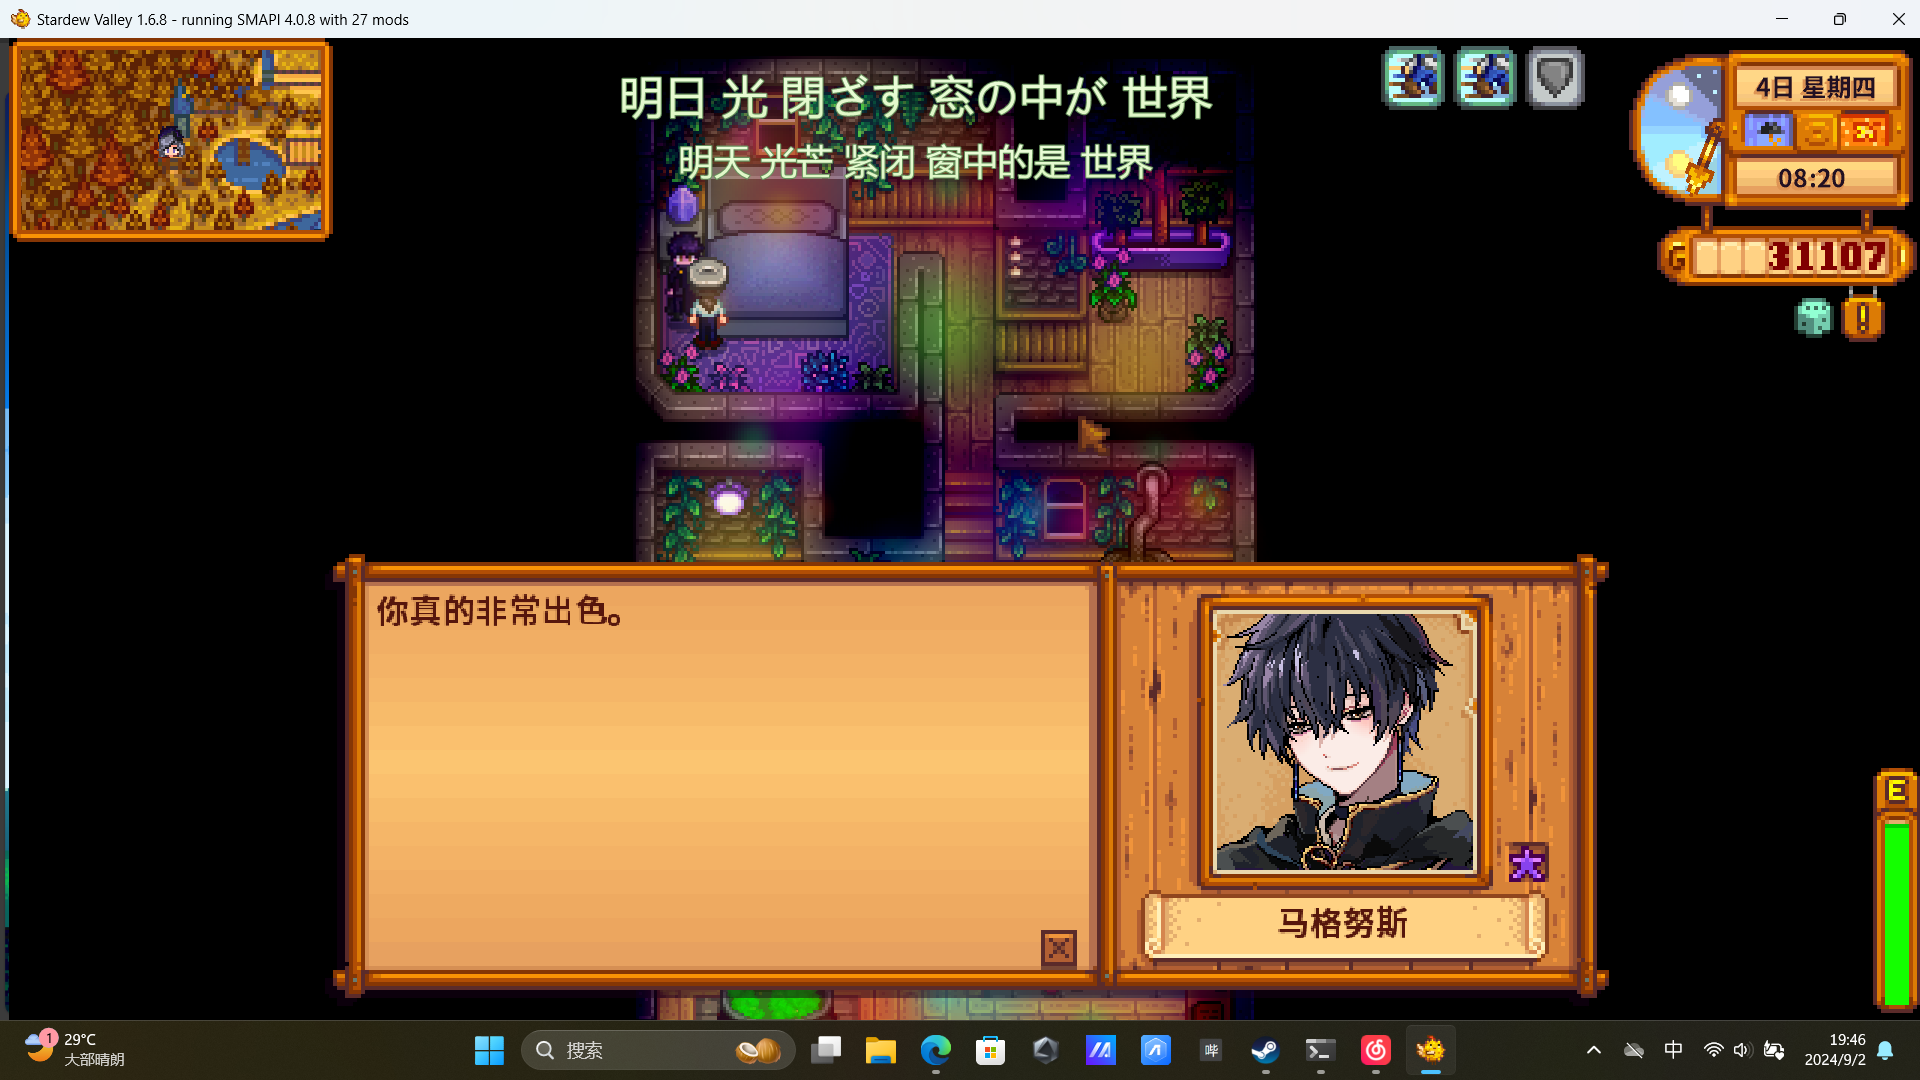 Stardew Valley 1.6.8 - running SMAPI 4.0.8 with 27 mods
明日 光 閉ざす 窓の中が 世界
明天 光芒 紧闭 窗中的是 世界
4日 星期四
08:20
G 31107
你真的非常出色。
马格努斯
E
1
29°C
大部晴朗
搜索
哔
中
19:46
2024/9/2